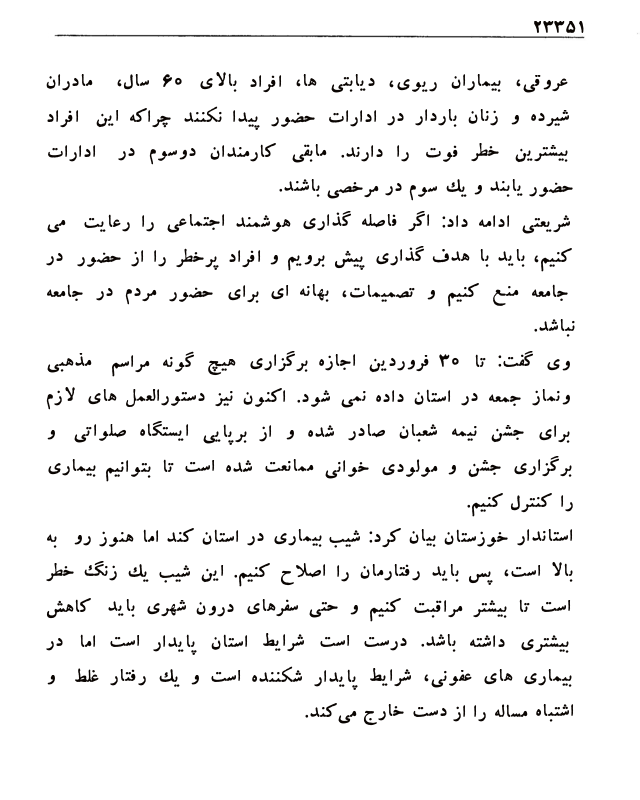 ۲۳۳۵۱
عروقی، بیماران ریوی، دیابتی ها، افراد بالای ۶۰ سال، مادران
شیرده و زنان باردار در ادارات حضور پیدا نکنند چراکه این افراد
بیشترین خطر فوت را دارند. مابقی کارمندان دوسوم در ادارات
حضور یابند و یك سوم در مرخصی باشند.
شریعتی ادامه داد: اگر فاصله گذاری هوشمند اجتماعی را رعایت می
کنیم، باید با هدف گذاری پیش برویم و افراد پرخطر را از حضور در
جامعه منع کنیم و تصمیمات، بهانه ای برای حضور مردم در جامعه
نباشد.
وی گفت: تا ۳۰ فروردین اجازه برگزاری هیچ گونه مراسم مذهبی
ونماز جمعه در استان داده نمی شود. اکنون نیز دستورالعمل های لازم
برای جشن نیمه شعبان صادر شده و از برپایی ایستگاه صلواتی و
برگزاری جشن و مولودی خوانی ممانعت شده است تا بتوانیم بیماری
را کنترل کنیم.
استاندار خوزستان بیان کرد: شیب بیماری در استان کند اما هنوز رو به
بالا است، پس باید رفتارمان را اصلاح کنیم. این شیب یك زنگ خطر
است تا بیشتر مراقبت کنیم و حتی سفرهای درون شهری باید کاهش
بیشتری داشته باشد. درست است شرایط استان پایدار است اما در
بیماری های عفونی، شرایط پایدار شکننده است و یك رفتار غلط و
اشتباه مساله را از دست خارج می‌کند.